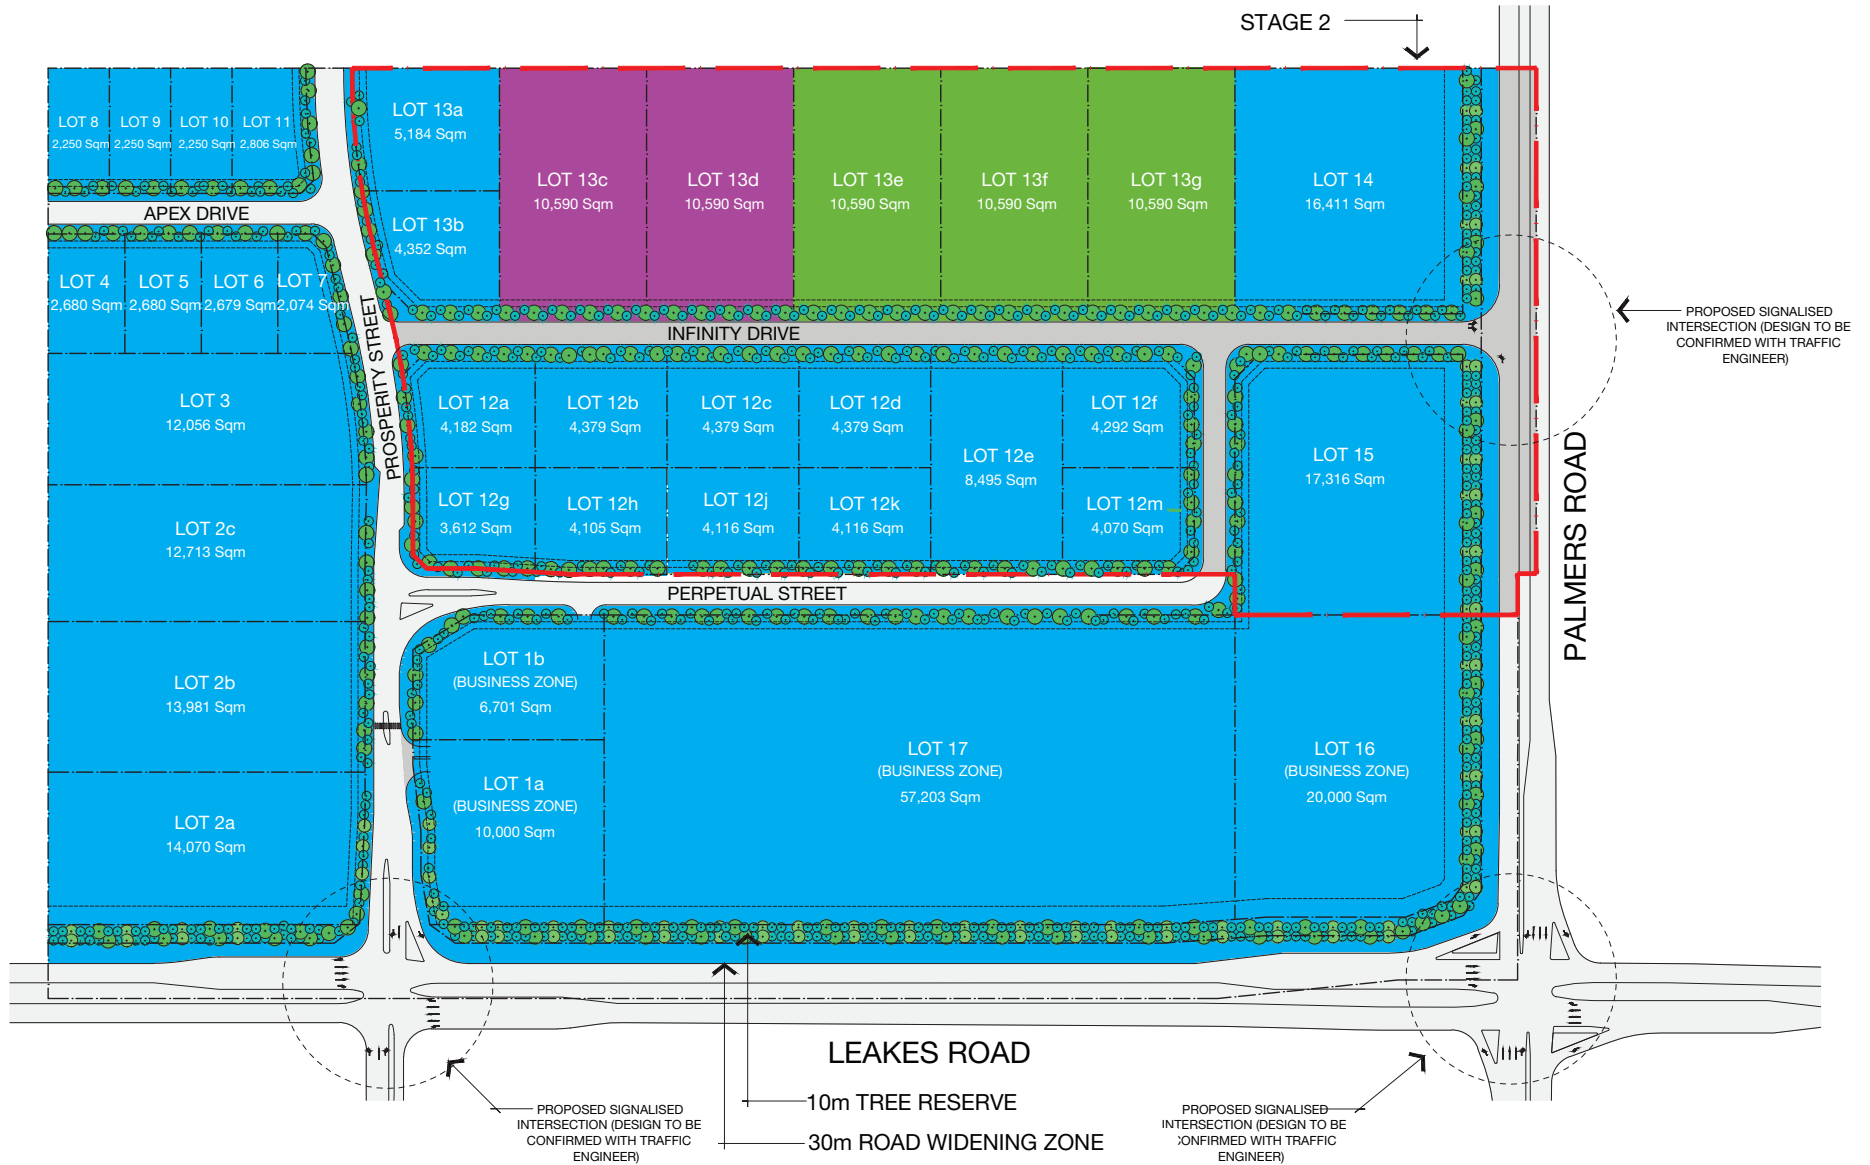 STAGE 2
LOT 8
2,250 Sqm
LOT 9
2,250 Sqm
LOT 10
2,250 Sqm
LOT 11
2,806 Sqm
LOT 13a
5,184 Sqm
LOT 13b
4,352 Sqm
LOT 13c
10,590 Sqm
LOT 13d
10,590 Sqm
LOT 13e
10,590 Sqm
LOT 13f
10,590 Sqm
LOT 13g
10,590 Sqm
LOT 14
16,411 Sqm
APEX DRIVE
LOT 4
2,680 Sqm
LOT 5
2,680 Sqm
LOT 6
2,679 Sqm
LOT 7
2,074 Sqm
PROSPERITY STREET
INFINITY DRIVE
PROPOSED SIGNALISED
INTERSECTION (DESIGN TO BE
CONFIRMED WITH TRAFFIC
ENGINEER)
LOT 3
12,056 Sqm
LOT 12a
4,182 Sqm
LOT 12b
4,379 Sqm
LOT 12c
4,379 Sqm
LOT 12d
4,379 Sqm
LOT 12e
8,495 Sqm
LOT 12f
4,292 Sqm
LOT 15
17,316 Sqm
LOT 12g
3,612 Sqm
LOT 12h
4,105 Sqm
LOT 12j
4,116 Sqm
LOT 12k
4,116 Sqm
LOT 12m
4,070 Sqm
PALMERS ROAD
LOT 2c
12,713 Sqm
PERPETUAL STREET
LOT 2b
13,981 Sqm
LOT 1b
(BUSINESS ZONE)
6,701 Sqm
LOT 17
(BUSINESS ZONE)
57,203 Sqm
LOT 16
(BUSINESS ZONE)
20,000 Sqm
LOT 1a
(BUSINESS ZONE)
10,000 Sqm
LOT 2a
14,070 Sqm
LEAKES ROAD
10m TREE RESERVE
30m ROAD WIDENING ZONE
PROPOSED SIGNALISED
INTERSECTION (DESIGN TO BE
CONFIRMED WITH TRAFFIC
ENGINEER)
PROPOSED SIGNALISED
INTERSECTION (DESIGN TO BE
CONFIRMED WITH TRAFFIC
ENGINEER)